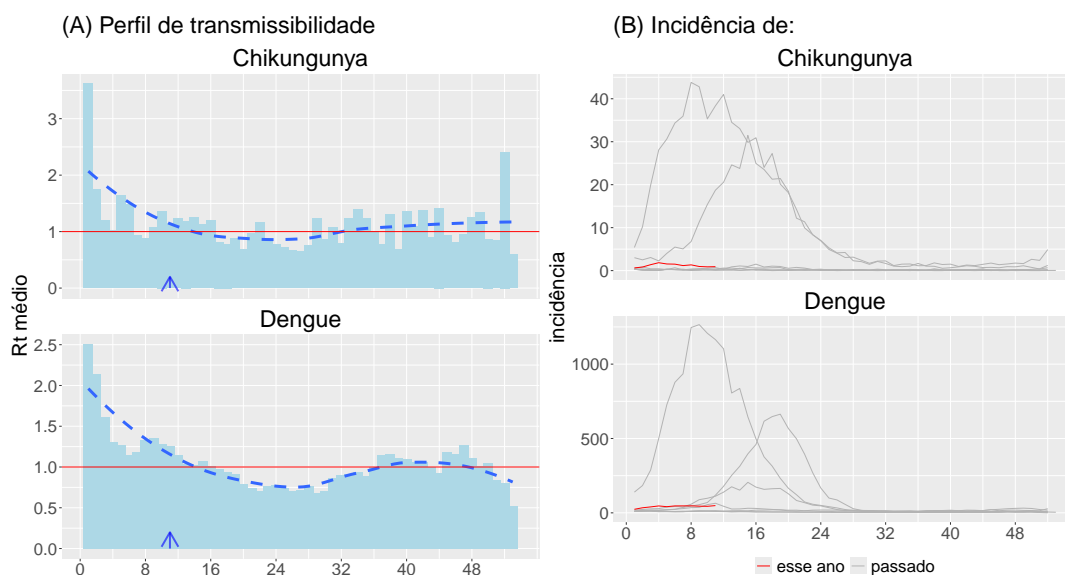 (A) Perfil de transmissibilidade
Chikungunya
3
2
1
0
Dengue
2.5
2.0
1.5
1.0
0.5
0.0
Rt médio
0 8 16 24 32 40 48
(B) Incidência de:
Chikungunya
40
30
20
10
0
Dengue
1000
500
0
incidência
0 8 16 24 32 40 48
esse ano passado